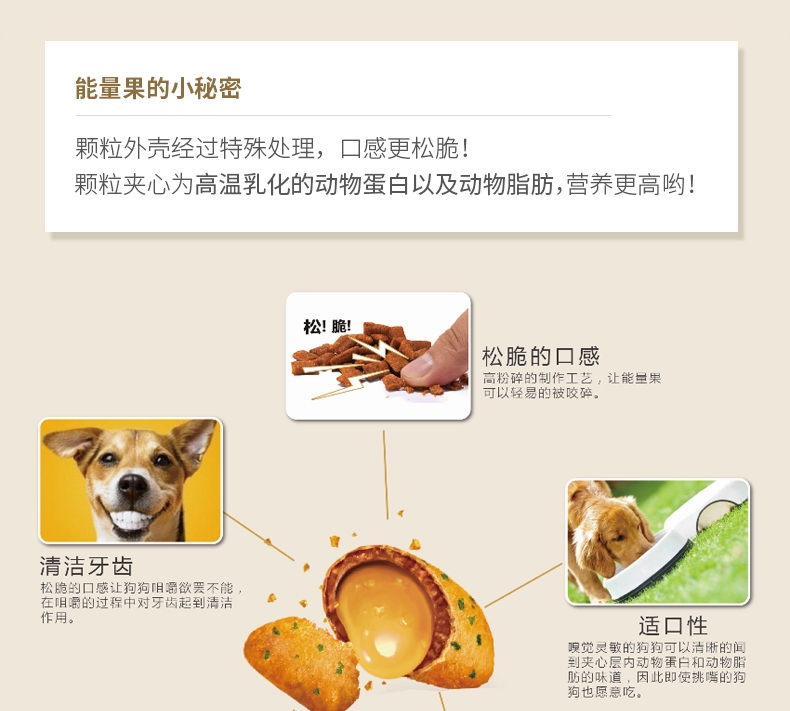 能量果的小秘密
颗粒外壳经过特殊处理，口感更松脆！
颗粒夹心为高温乳化的动物蛋白以及动物脂肪，营养更高哟！
松！脆！
松脆的口感
高粉碎的制作工艺，让能量果
可以轻易的被咬碎。
清洁牙齿
松脆的口感让狗狗咀嚼欲罢不能，
在咀嚼的过程中对牙齿起到清洁
作用。
适口性
嗅觉灵敏的狗狗可以清晰的闻
到夹心层内动物蛋白和动物脂
肪的味道，因此即使挑嘴的狗
狗也愿意吃。